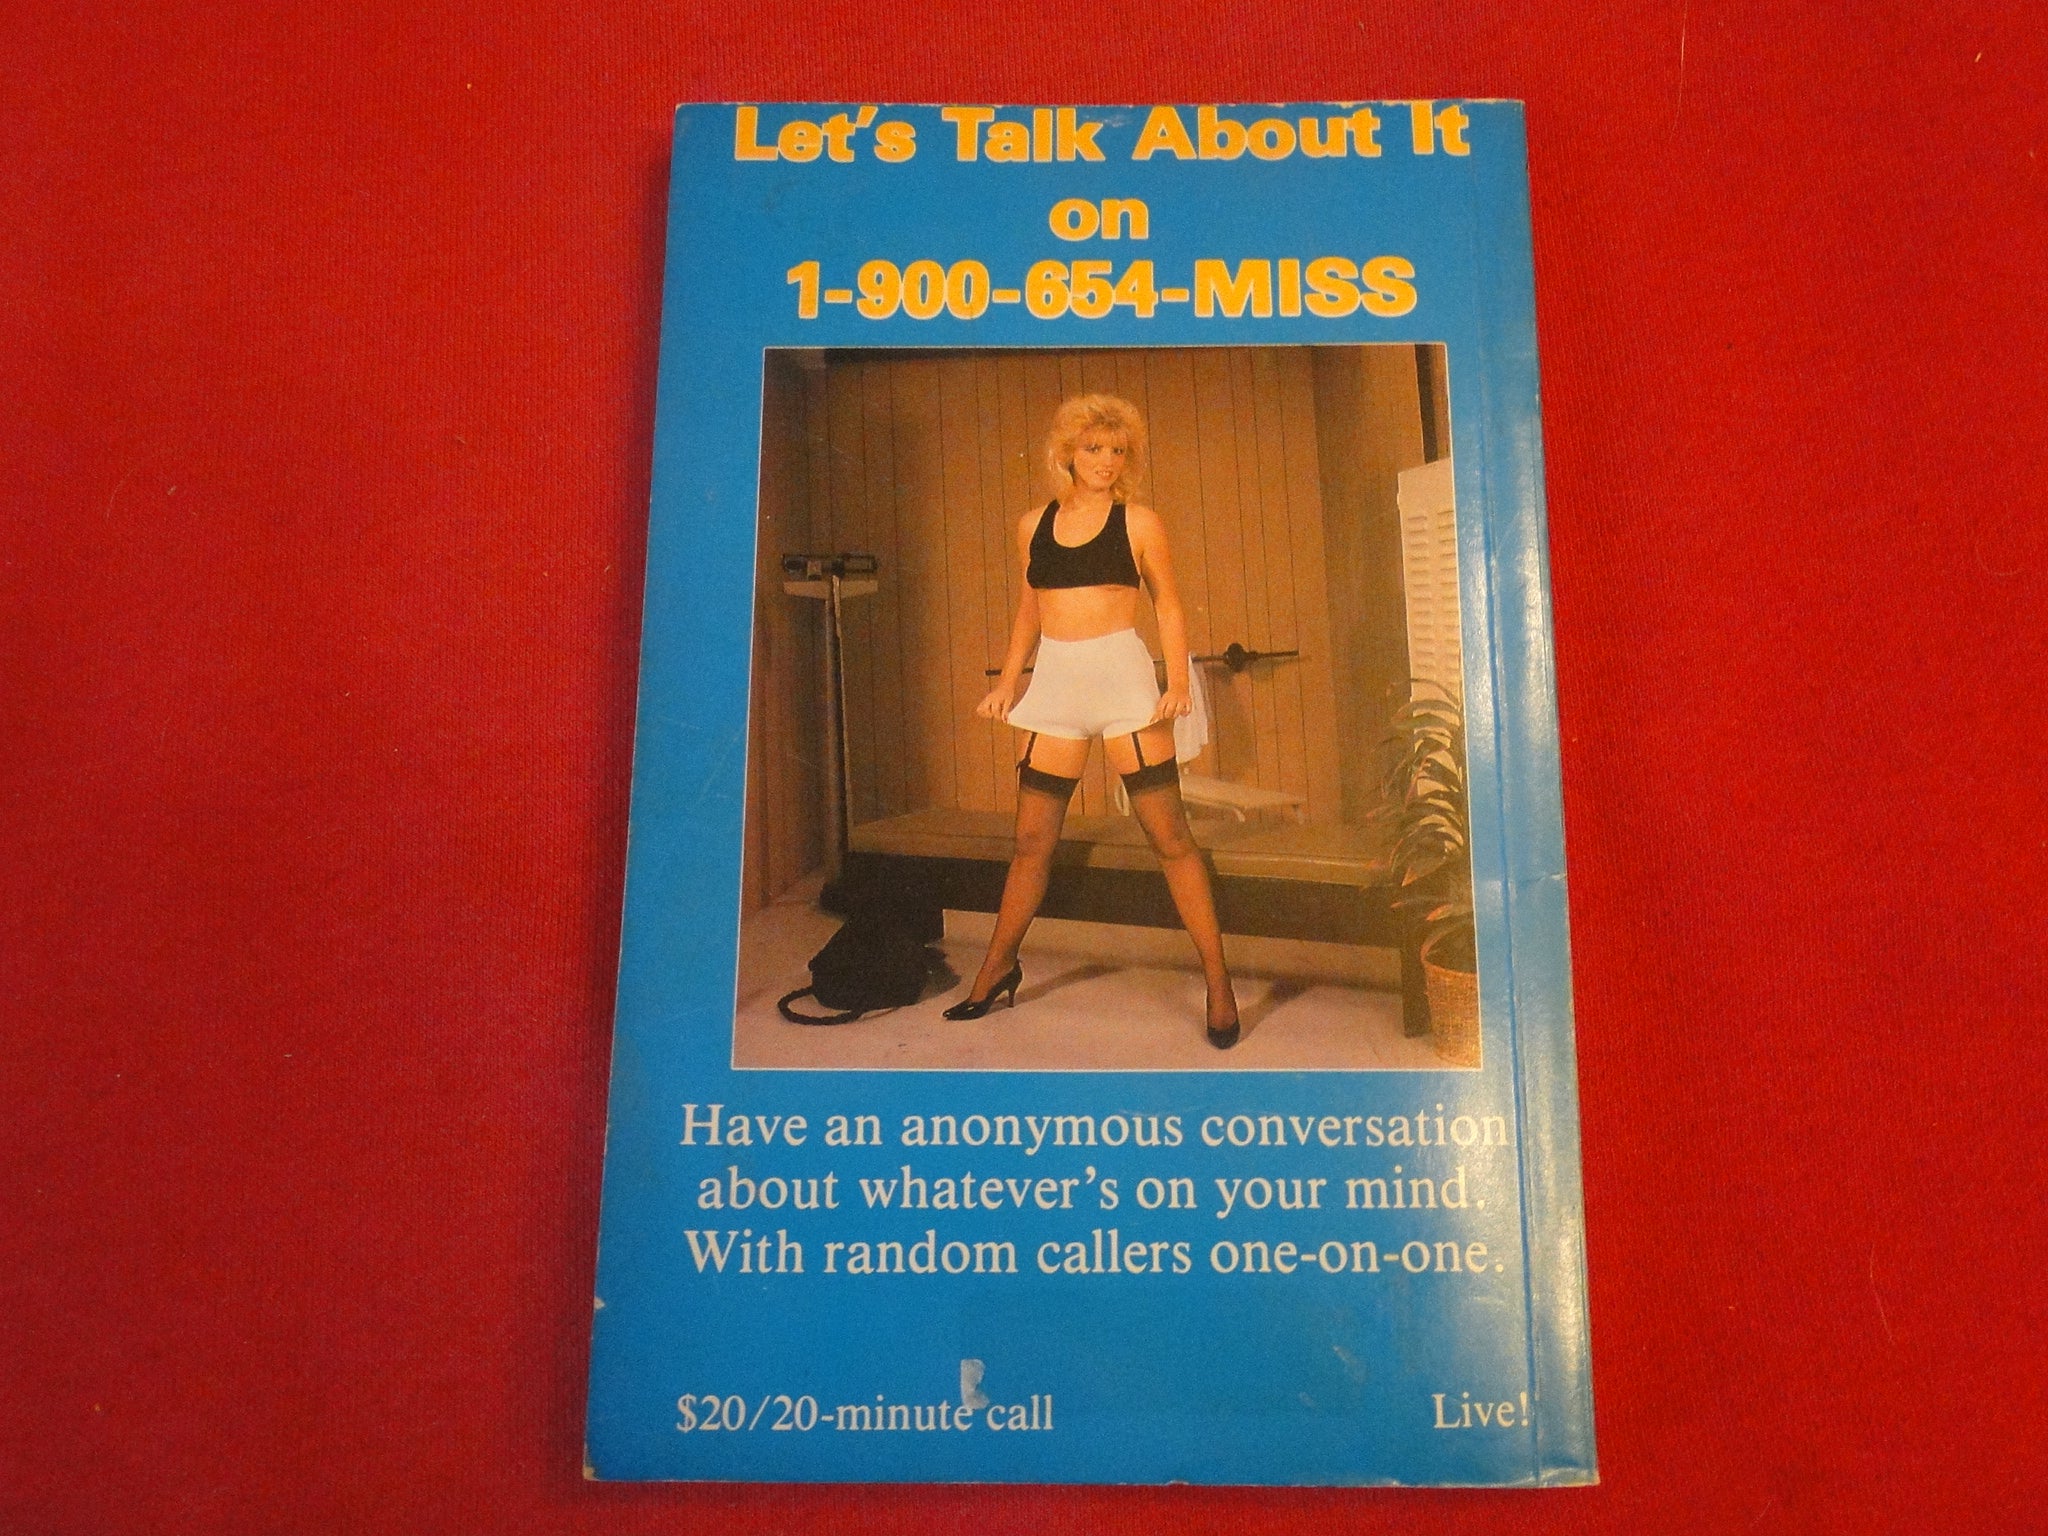 Let's Talk About It
on
1-900-654-MISS
Have an anonymous conversation
about whatever's on your mind.
With random callers one-on-one.
$20/20-minute call Live!